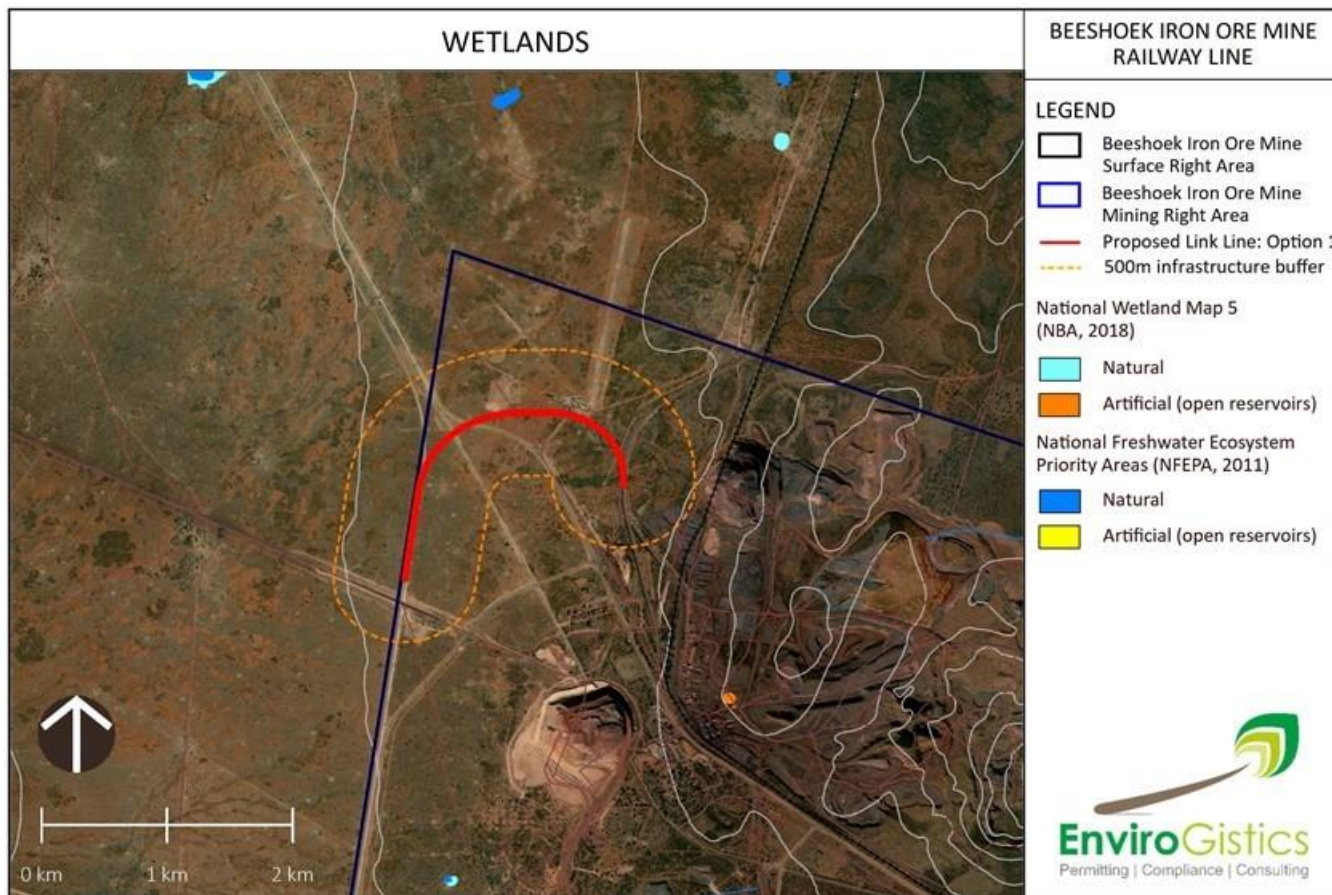 WETLANDS
BEESHOEK IRON ORE MINE
RAILWAY LINE
LEGEND
Beeshoek Iron Ore Mine
Surface Right Area
Beeshoek Iron Ore Mine
Mining Right Area
Proposed Link Line: Option 1
500m infrastructure buffer
National Wetland Map 5
(NBA, 2018)
Natural
Artificial (open reservoirs)
National Freshwater Ecosystem
Priority Areas (NFEPA, 2011)
Natural
Artificial (open reservoirs)
0 km 1 km 2 km
EnviroGistics
Permitting | Compliance | Consulting